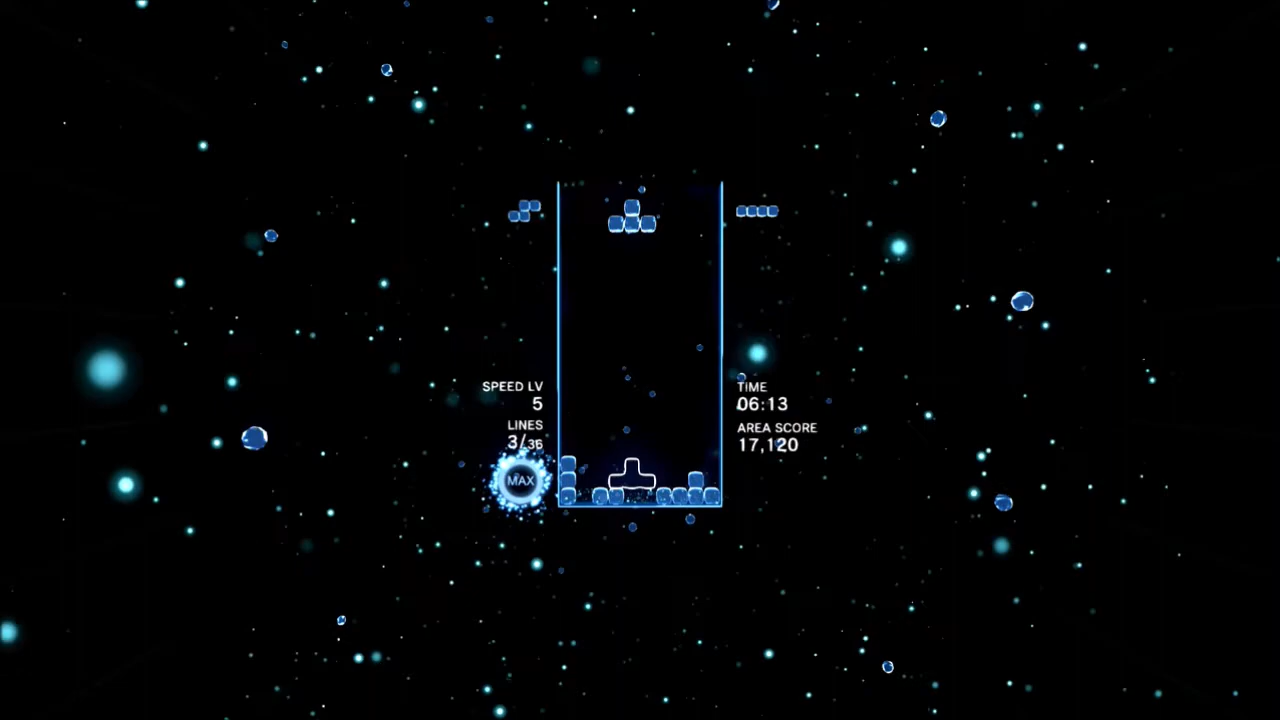 SPEED LV
5
LINES
3/36
MAX
TIME
06:13
AREA SCORE
17,120